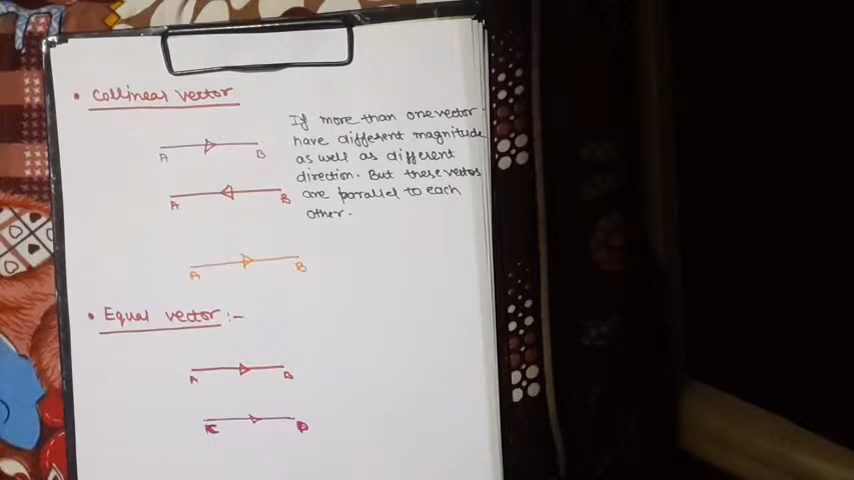 • Collinear vector
If more than one vector
have different magnitude
as well as different
direction. But these vectors
are parallel to each
other.
A B
A B
A B
• Equal vector :-
A B
C D